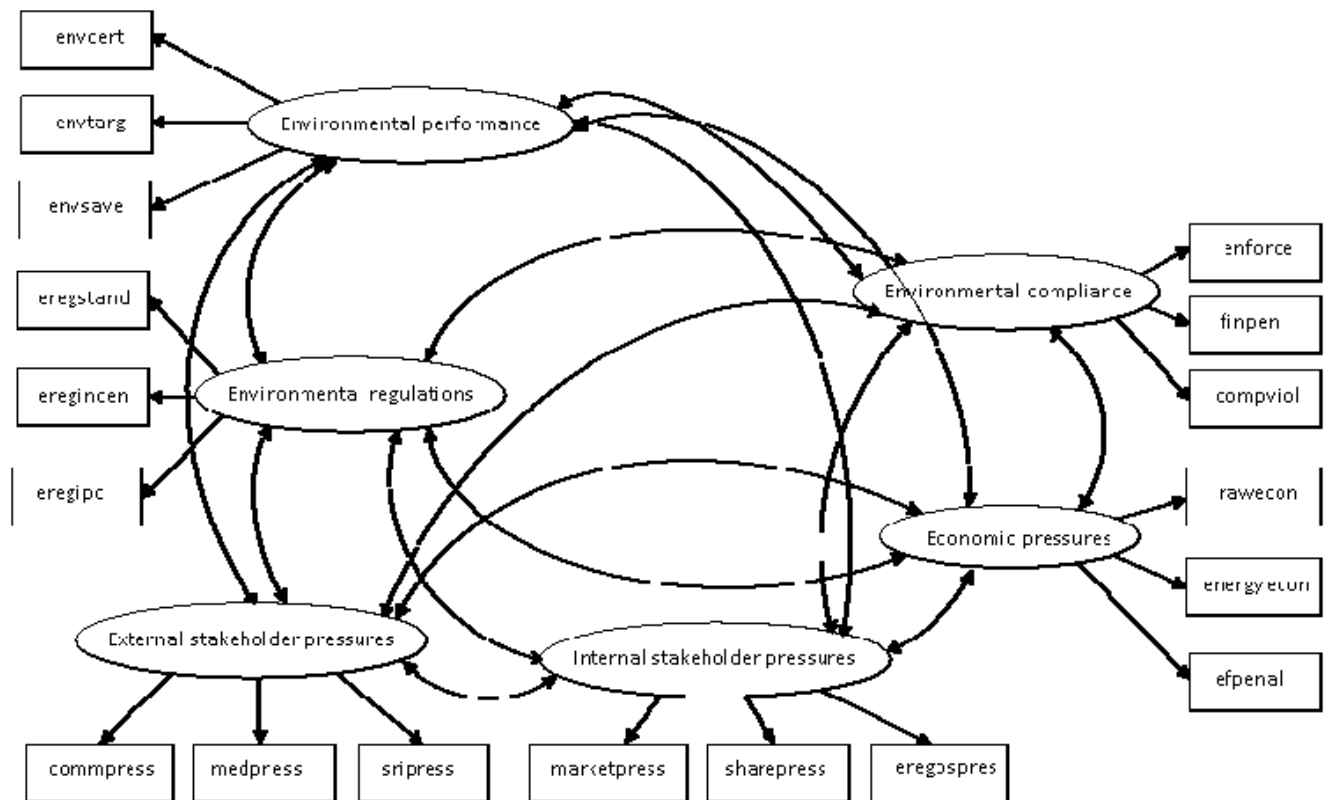 envcert
Environmental performance
envtarg
envsave
enforce
eregstand
Environmental compliance
finpen
Environmental regulations
eregincen
compviol
eregipc
rawecon
Economic pressures
energyecon
External stakeholder pressures
Internal stakeholder pressures
efpenal
commpress
medpress
sripress
marketpress
sharepress